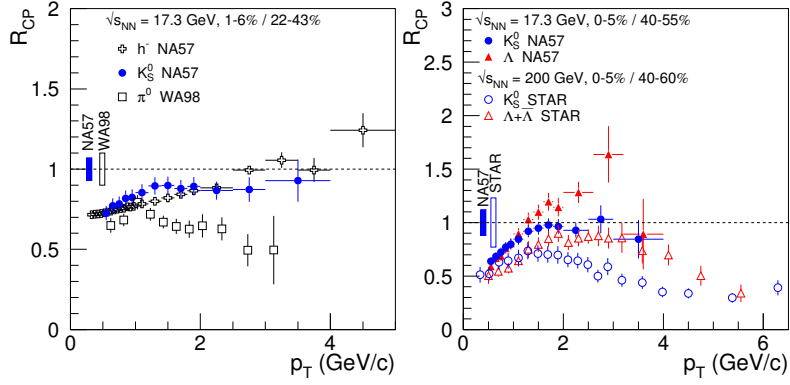 R_CP
2
1.5
1
0.5
0
0
2
4
p_T (GeV/c)
√s_NN = 17.3 GeV, 1-6% / 22-43%
h⁻ NA57
K⁰_S NA57
π⁰ WA98
NA57
WA98
R_CP
3
2.5
2
1.5
1
0.5
0
0
2
4
6
p_T (GeV/c)
√s_NN = 17.3 GeV, 0-5% / 40-55%
K⁰_S NA57
Λ NA57
√s_NN = 200 GeV, 0-5% / 40-60%
K⁰_S STAR
Λ+Λ̅ STAR
NA57
STAR